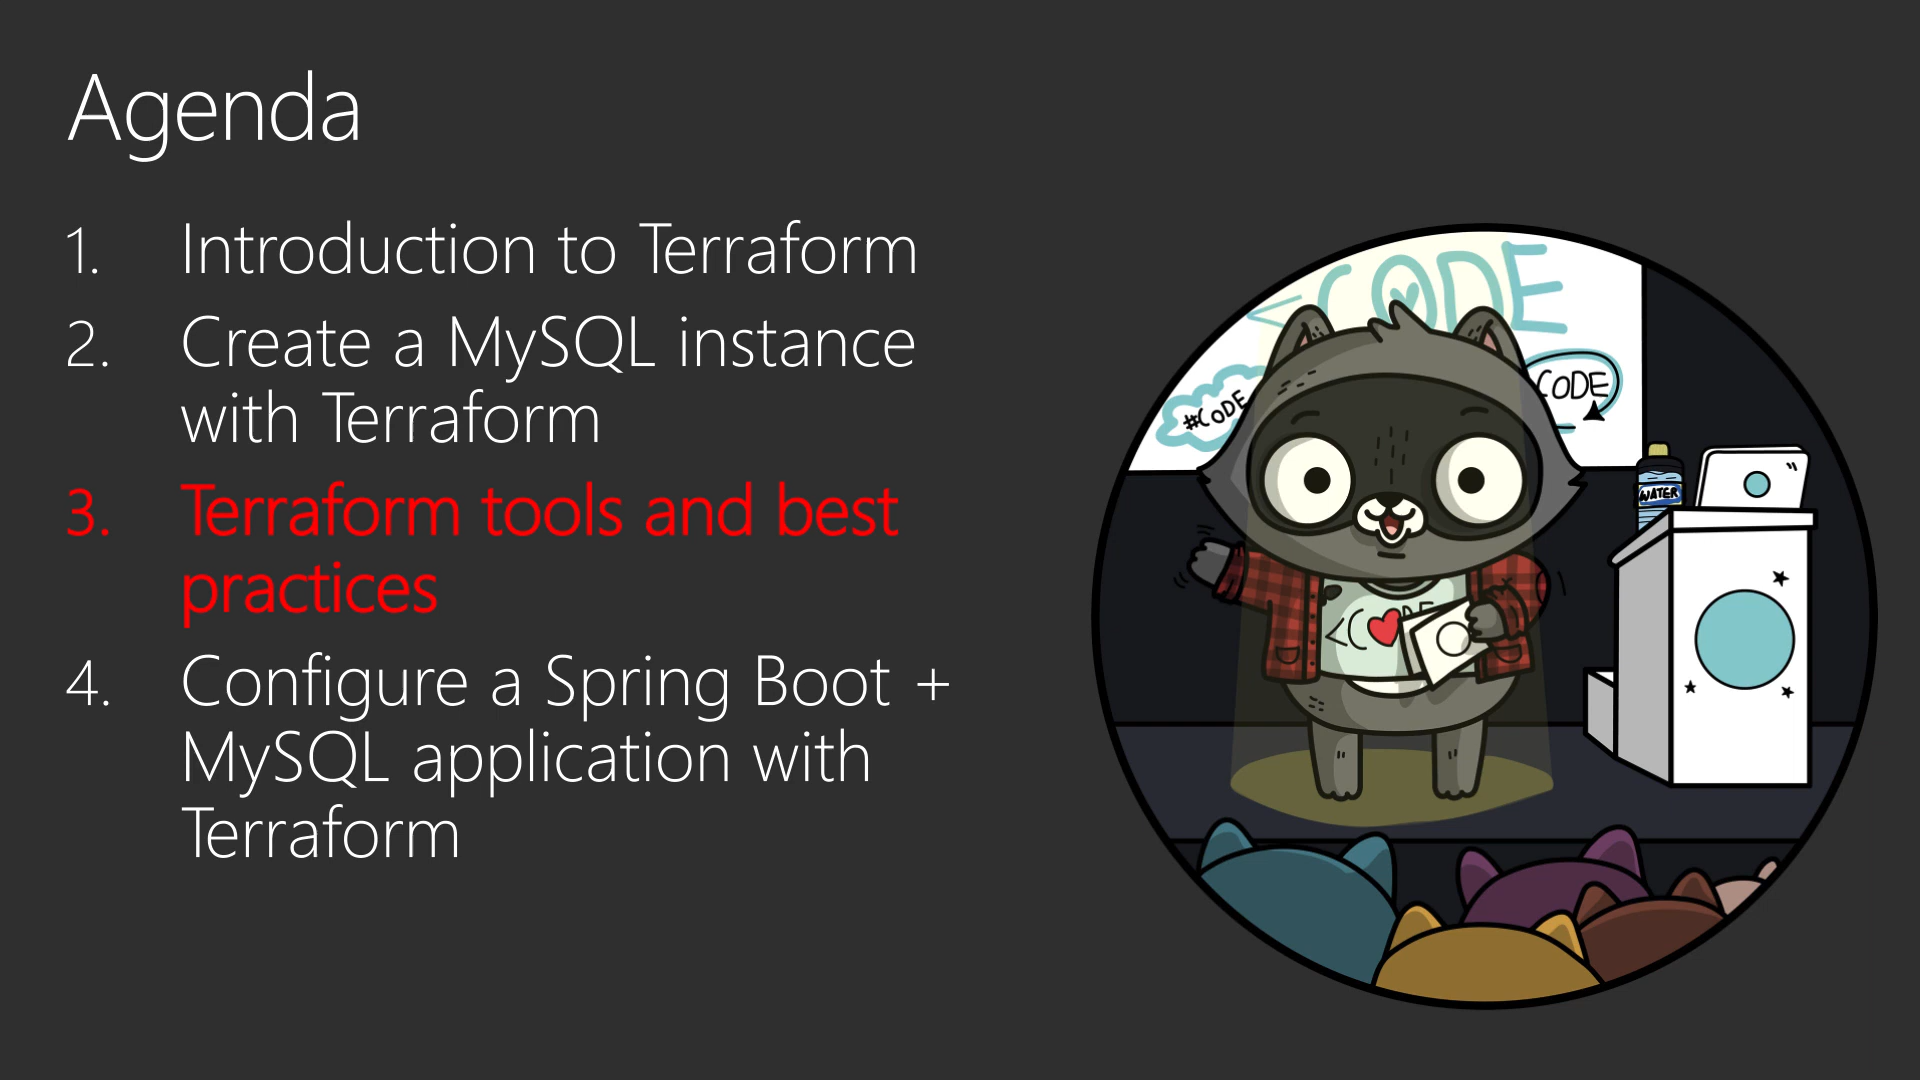 Agenda
1. Introduction to Terraform
2. Create a MySQL instance
with Terraform
3. Terraform tools and best
practices
4. Configure a Spring Boot +
MySQL application with
Terraform
<CODE
#CODE
CODE
WATER